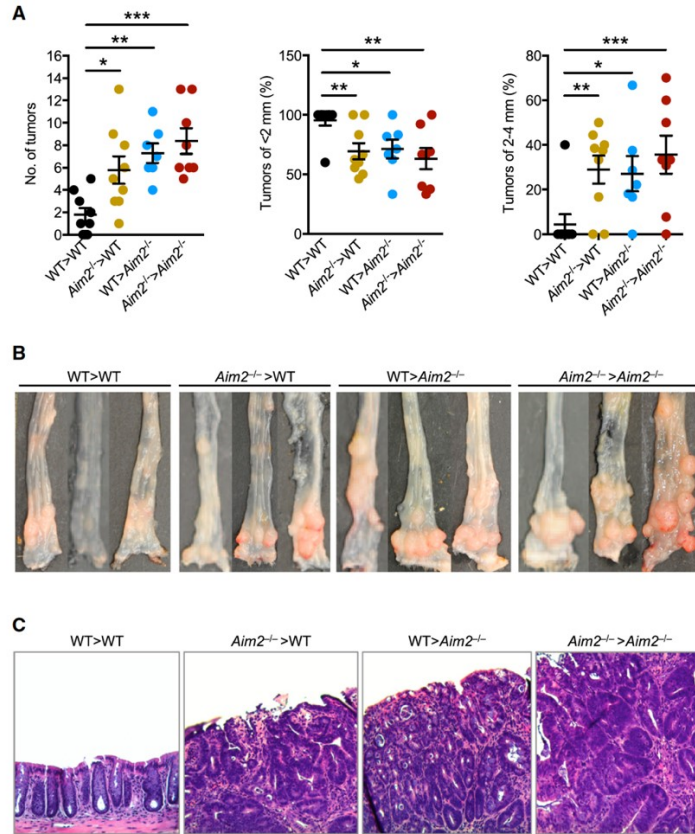 A
***
**
*
No. of tumors
16
14
12
10
8
6
4
2
0
WT>WT
Aim2⁻/⁻>WT
WT>Aim2⁻/⁻
Aim2⁻/⁻>Aim2⁻/⁻
**
*
**
Tumors of <2 mm (%)
150
100
50
0
WT>WT
Aim2⁻/⁻>WT
WT>Aim2⁻/⁻
Aim2⁻/⁻>Aim2⁻/⁻
***
*
**
Tumors of 2-4 mm (%)
80
60
40
20
0
WT>WT
Aim2⁻/⁻>WT
WT>Aim2⁻/⁻
Aim2⁻/⁻>Aim2⁻/⁻
B
WT>WT Aim2⁻/⁻>WT WT>Aim2⁻/⁻ Aim2⁻/⁻>Aim2⁻/⁻
C
WT>WT Aim2⁻/⁻>WT WT>Aim2⁻/⁻ Aim2⁻/⁻>Aim2⁻/⁻